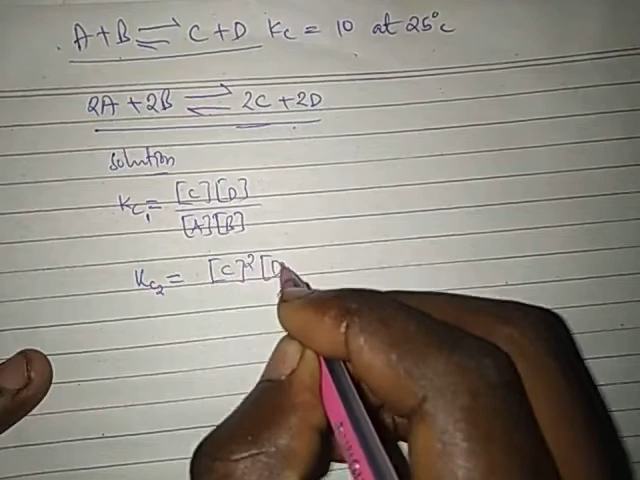 A + B ⇌ C + D Kc = 10 at 25°C
2A + 2B ⇌ 2C + 2D
solution
Kc₁ = [C][D]
[A][B]
Kc₂ = [C]² [D